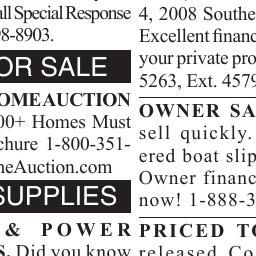 all Special Response
98-8903.
OR SALE
OME AUCTION
00+ Homes Must
chure 1-800-351-
meAuction.com
SUPPLIES
& POWER
S. Did you know
4, 2008 Southe
Excellent financ
your private pro
5263, Ext. 4579
OWNER SA
sell quickly.
ered boat slip
Owner financ
now! 1-888-3
PRICED TO
released. Co